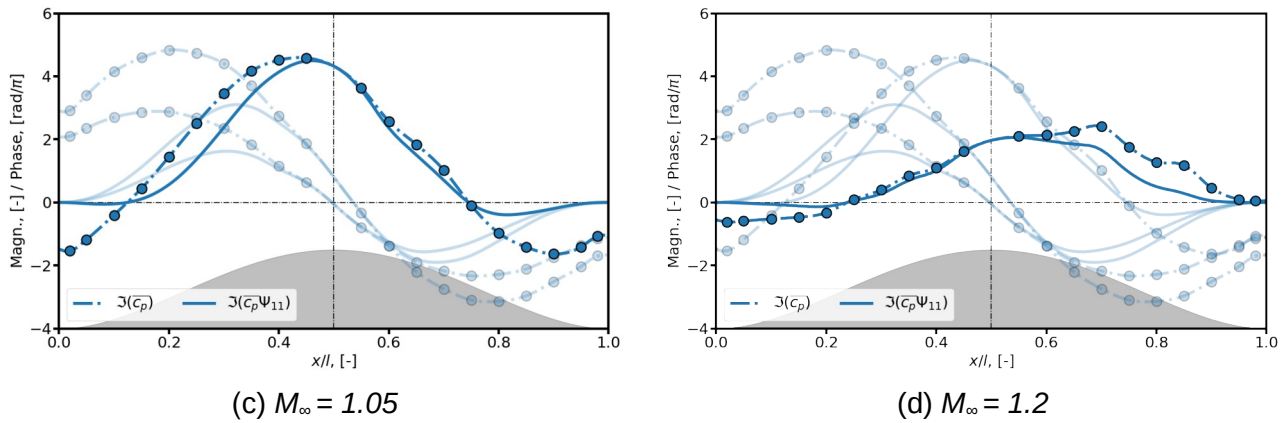 Magn., [-] / Phase, [rad/π]
6
4
2
0
−2
−4
ℑ(c̄p) ℑ(c̄pΨ11)
0.0 0.2 0.4 0.6 0.8 1.0
x/l, [-]
(c) M∞ = 1.05
Magn., [-] / Phase, [rad/π]
6
4
2
0
−2
−4
ℑ(c̄p) ℑ(c̄pΨ11)
0.0 0.2 0.4 0.6 0.8 1.0
x/l, [-]
(d) M∞ = 1.2